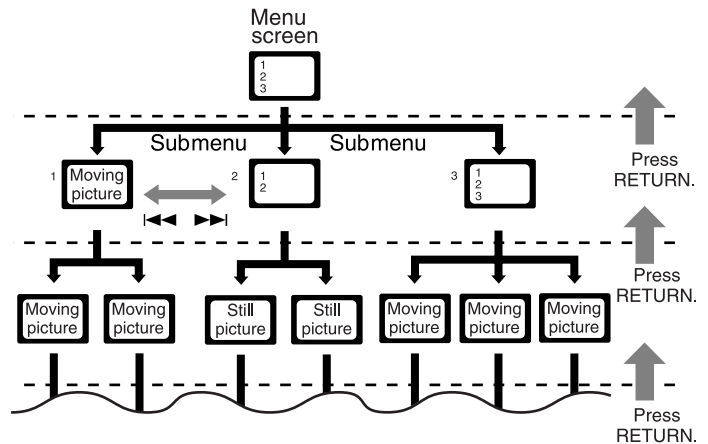 Menu
screen
1
2
3
Submenu
Submenu
Press
RETURN.
1
Moving
picture
2
1
2
3
1
2
3
Press
RETURN.
Moving
picture
Moving
picture
Still
picture
Still
picture
Moving
picture
Moving
picture
Moving
picture
Press
RETURN.